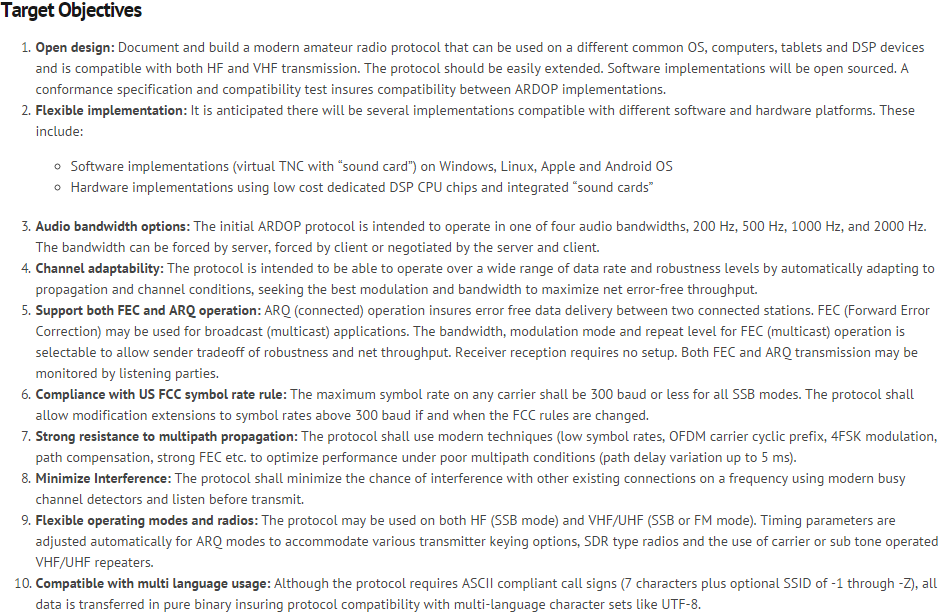 Target Objectives
1. Open design: Document and build a modern amateur radio protocol that can be used on a different common OS, computers, tablets and DSP devices
and is compatible with both HF and VHF transmission. The protocol should be easily extended. Software implementations will be open sourced. A
conformance specification and compatibility test insures compatibility between ARDOP implementations.
2. Flexible implementation: It is anticipated there will be several implementations compatible with different software and hardware platforms. These
include:
○ Software implementations (virtual TNC with “sound card”) on Windows, Linux, Apple and Android OS
○ Hardware implementations using low cost dedicated DSP CPU chips and integrated “sound cards”
3. Audio bandwidth options: The initial ARDOP protocol is intended to operate in one of four audio bandwidths, 200 Hz, 500 Hz, 1000 Hz, and 2000 Hz.
The bandwidth can be forced by server, forced by client or negotiated by the server and client.
4. Channel adaptability: The protocol is intended to be able to operate over a wide range of data rate and robustness levels by automatically adapting to
propagation and channel conditions, seeking the best modulation and bandwidth to maximize net error-free throughput.
5. Support both FEC and ARQ operation: ARQ (connected) operation insures error free data delivery between two connected stations. FEC (Forward Error
Correction) may be used for broadcast (multicast) applications. The bandwidth, modulation mode and repeat level for FEC (multicast) operation is
selectable to allow sender tradeoff of robustness and net throughput. Receiver reception requires no setup. Both FEC and ARQ transmission may be
monitored by listening parties.
6. Compliance with US FCC symbol rate rule: The maximum symbol rate on any carrier shall be 300 baud or less for all SSB modes. The protocol shall
allow modification extensions to symbol rates above 300 baud if and when the FCC rules are changed.
7. Strong resistance to multipath propagation: The protocol shall use modern techniques (low symbol rates, OFDM carrier cyclic prefix, 4FSK modulation,
path compensation, strong FEC etc. to optimize performance under poor multipath conditions (path delay variation up to 5 ms).
8. Minimize Interference: The protocol shall minimize the chance of interference with other existing connections on a frequency using modern busy
channel detectors and listen before transmit.
9. Flexible operating modes and radios: The protocol may be used on both HF (SSB mode) and VHF/UHF (SSB or FM mode). Timing parameters are
adjusted automatically for ARQ modes to accommodate various transmitter keying options, SDR type radios and the use of carrier or sub tone operated
VHF/UHF repeaters.
10. Compatible with multi language usage: Although the protocol requires ASCII compliant call signs (7 characters plus optional SSID of -1 through -Z), all
data is transferred in pure binary insuring protocol compatibility with multi-language character sets like UTF-8.